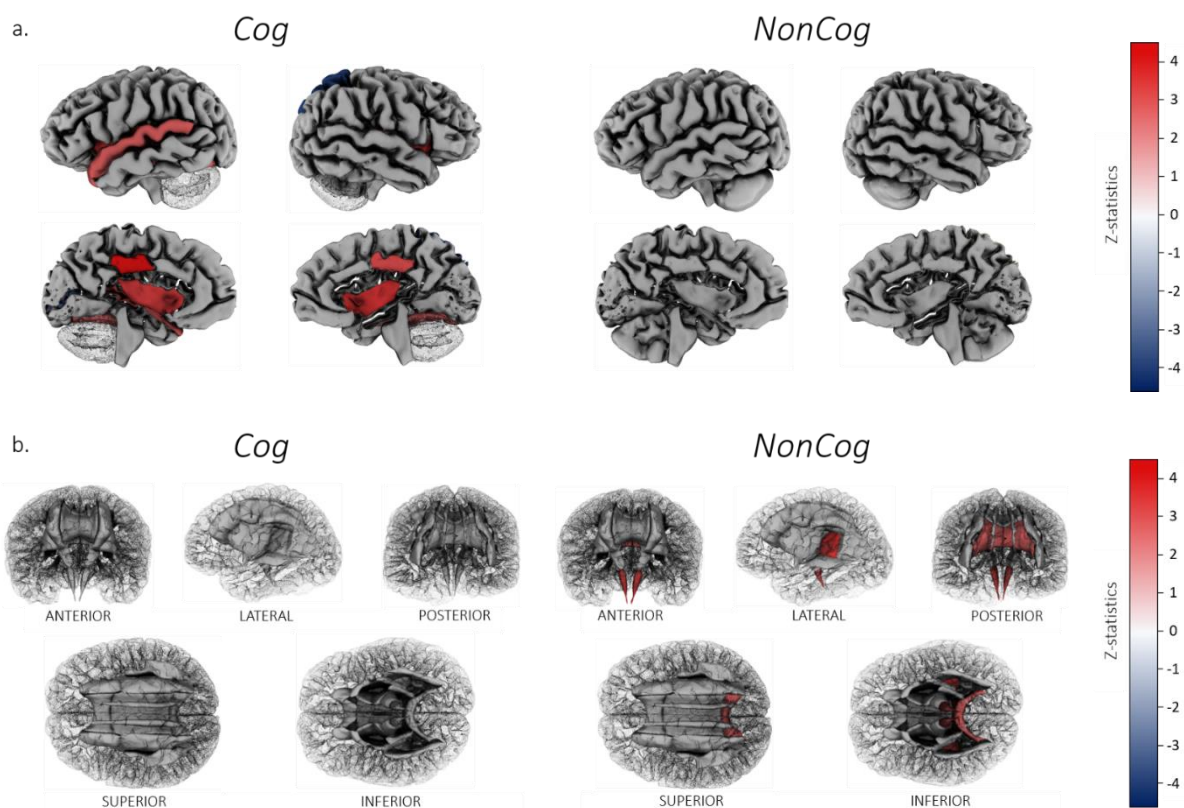 a.
Cog
NonCog
4
3
2
1
0
-1
-2
-3
-4
Z-statistics
b.
Cog
NonCog
ANTERIOR
LATERAL
POSTERIOR
ANTERIOR
LATERAL
POSTERIOR
SUPERIOR
INFERIOR
SUPERIOR
INFERIOR
4
3
2
1
0
-1
-2
-3
-4
Z-statistics